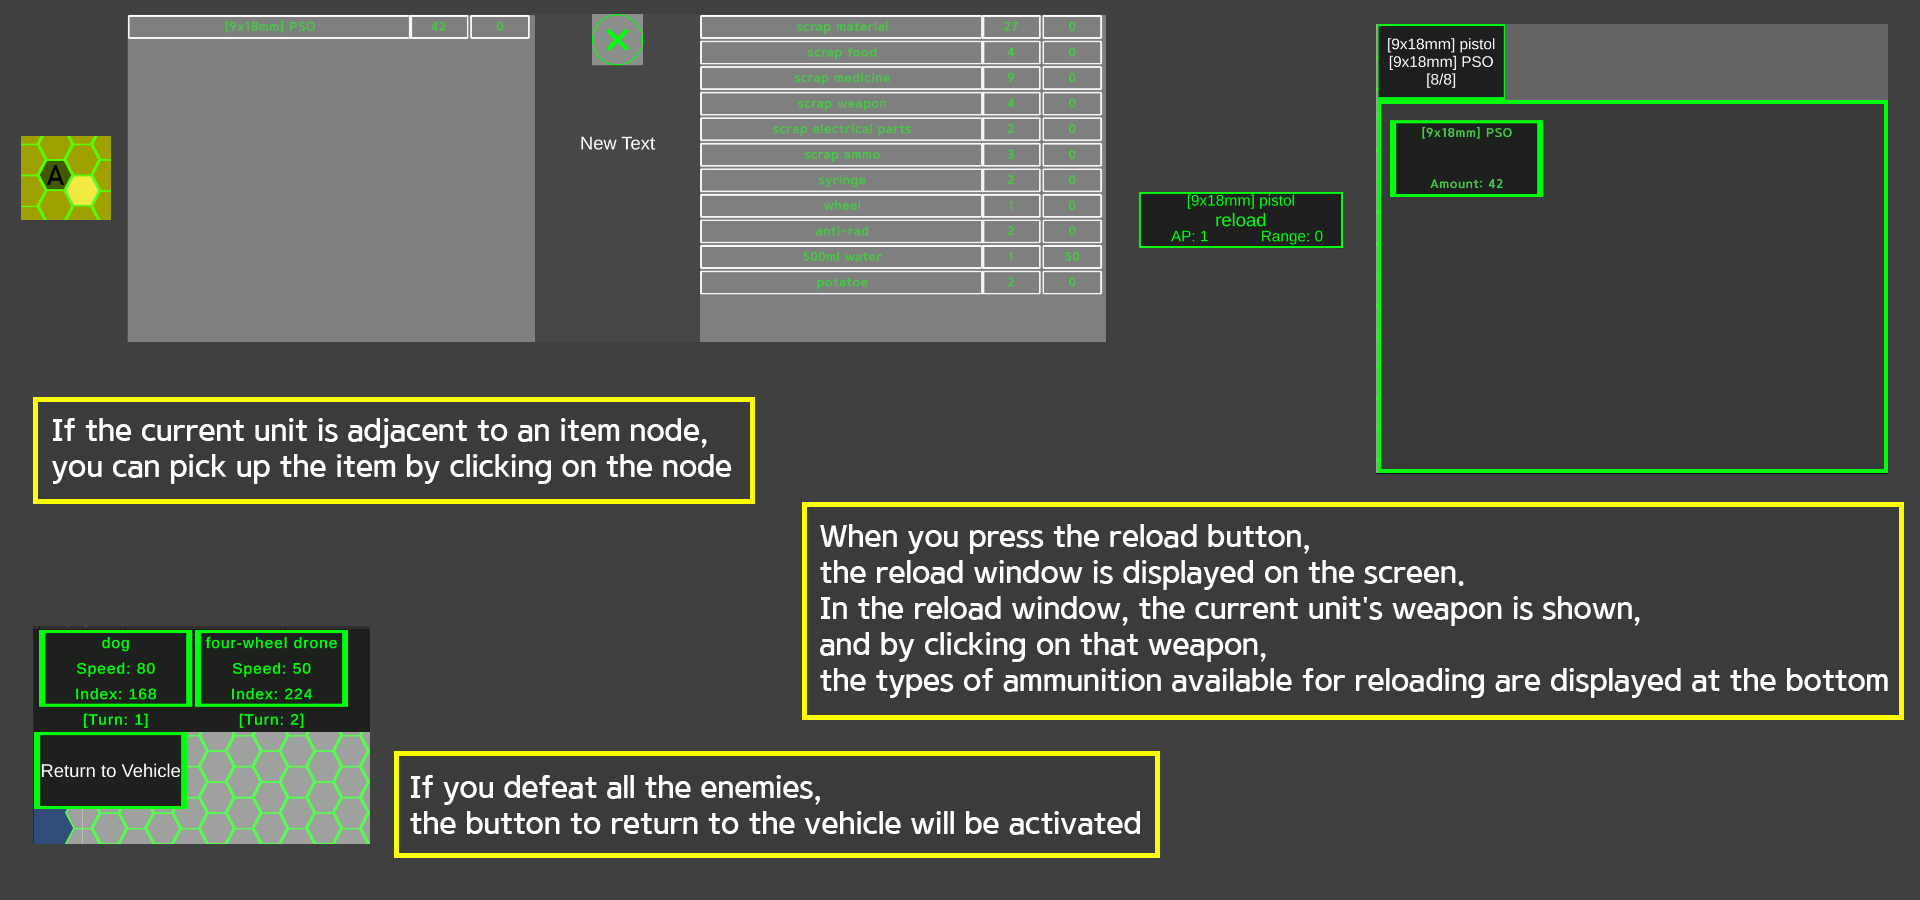 [9x18mm] PSO 42 0
scrap material 27 0
scrap food 4 0
scrap medicine 9 0
scrap weapon 4 0
scrap electrical parts 2 0
scrap ammo 3 0
syringe 2 0
wheel 1 0
anti-rad 2 0
500ml water 1 50
potatoe 2 0
New Text
A
[9x18mm] pistol
reload
AP: 1 Range: 0
[9x18mm] pistol
[9x18mm] PSO
[8/8]
[9x18mm] PSO
Amount: 42
If the current unit is adjacent to an item node,
you can pick up the item by clicking on the node
When you press the reload button,
the reload window is displayed on the screen.
In the reload window, the current unit's weapon is shown,
and by clicking on that weapon,
the types of ammunition available for reloading are displayed at the bottom
dog
Speed: 80
Index: 168
[Turn: 1]
four-wheel drone
Speed: 50
Index: 224
[Turn: 2]
Return to Vehicle
If you defeat all the enemies,
the button to return to the vehicle will be activated